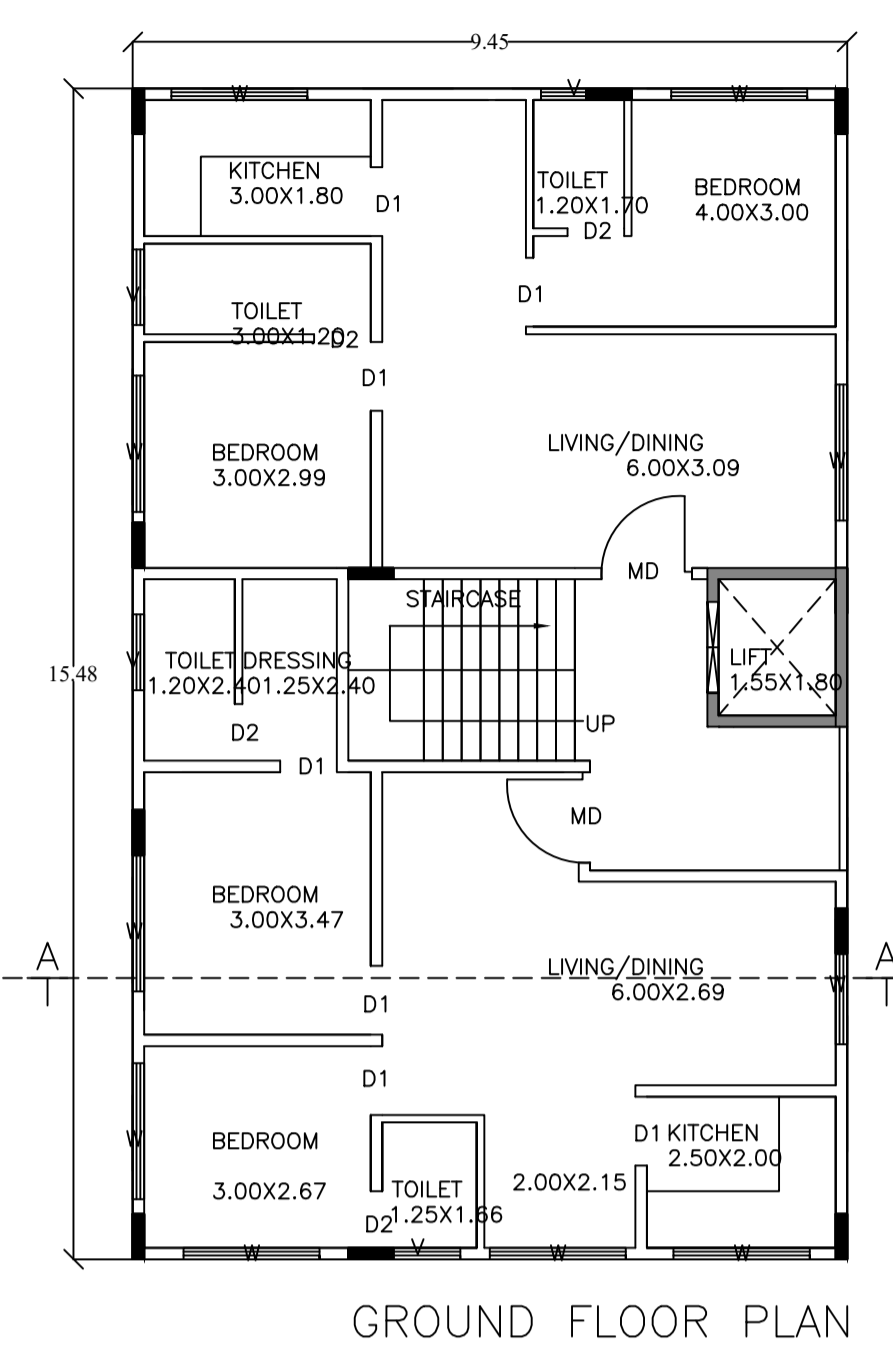 9.45
W
V
W
KITCHEN
3.00X1.80
D1
TOILET
1.20X1.70
D2
BEDROOM
4.00X3.00
V
TOILET
3.00X1.20
D2
D1
D1
W
BEDROOM
3.00X2.99
LIVING/DINING
6.00X3.09
W
MD
STAIRCASE
UP
LIFT
1.55X1.80
15.48
V
TOILET
1.20X2.40
DRESSING
1.25X2.40
D2
D1
MD
BEDROOM
3.00X3.47
W
A
A
LIVING/DINING
6.00X2.69
W
D1
D1
W
BEDROOM
3.00X2.67
TOILET
1.25X1.66
D2
2.00X2.15
D1
KITCHEN
2.50X2.00
W
V
W
W
GROUND FLOOR PLAN